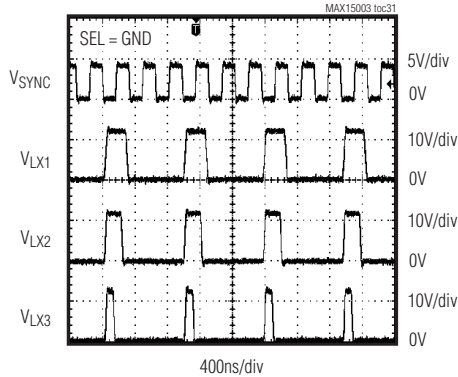 MAX15003 toc31
SEL = GND
T
VSYNC
5V/div
0V
VLX1
10V/div
0V
VLX2
10V/div
0V
VLX3
10V/div
0V
400ns/div